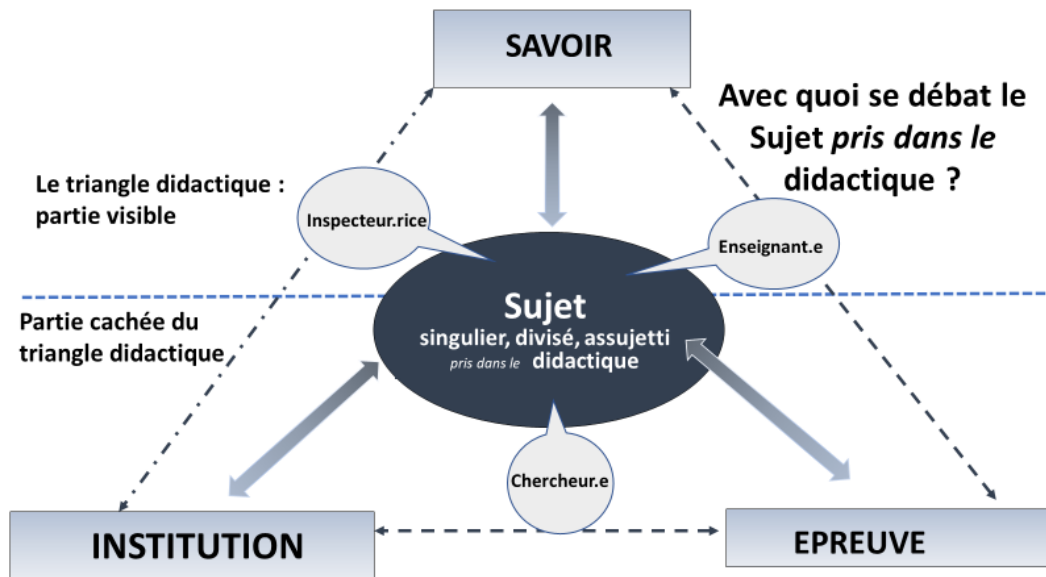 SAVOIR
Avec quoi se débat le
Sujet pris dans le
didactique ?
Le triangle didactique :
partie visible
Inspecteur.rice
Enseignant.e
Sujet
singulier, divisé, assujetti
pris dans le didactique
Partie cachée du
triangle didactique
Chercheur.e
INSTITUTION
EPREUVE